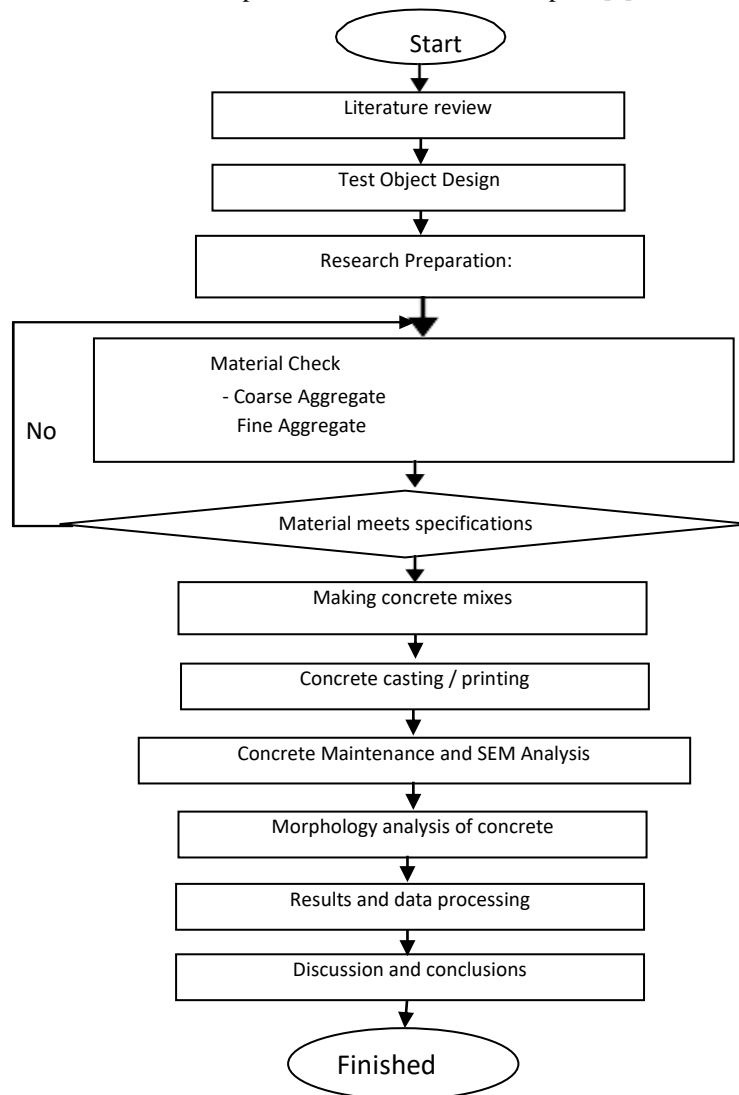 Start
Literature review
Test Object Design
Research Preparation:
Material Check
- Coarse Aggregate
Fine Aggregate
No
Material meets specifications
Making concrete mixes
Concrete casting / printing
Concrete Maintenance and SEM Analysis
Morphology analysis of concrete
Results and data processing
Discussion and conclusions
Finished